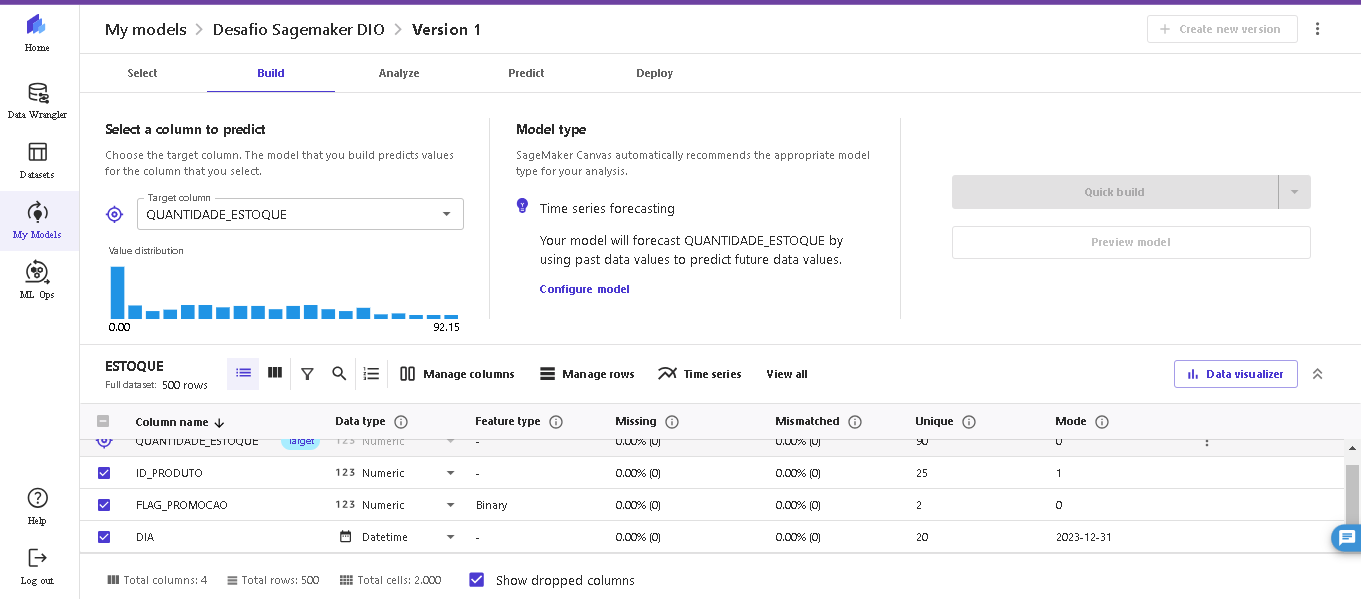 Home
Data Wrangler
Datasets
My Models
ML Ops
Help
Log out
My models > Desafio Sagemaker DIO > Version 1
+ Create new version
Select Build Analyze Predict Deploy
Select a column to predict
Choose the target column. The model that you build predicts values
for the column that you select.
Target column
QUANTIDADE_ESTOQUE
Value distribution
0.00 92.15
Model type
SageMaker Canvas automatically recommends the appropriate model
type for your analysis.
Time series forecasting
Your model will forecast QUANTIDADE_ESTOQUE by
using past data values to predict future data values.
Configure model
Quick build
Preview model
ESTOQUE
Full dataset: 500 rows
Manage columns Manage rows Time series View all
Data visualizer
Column name Data type Feature type Missing Mismatched Unique Mode
QUANTIDADE_ESTOQUE Target 123 Numeric - 0.00% (0) 0.00% (0) 90 0
ID_PRODUTO 123 Numeric - 0.00% (0) 0.00% (0) 25 1
FLAG_PROMOCAO 123 Numeric Binary 0.00% (0) 0.00% (0) 2 0
DIA Datetime - 0.00% (0) 0.00% (0) 20 2023-12-31
Total columns: 4 Total rows: 500 Total cells: 2.000 Show dropped columns